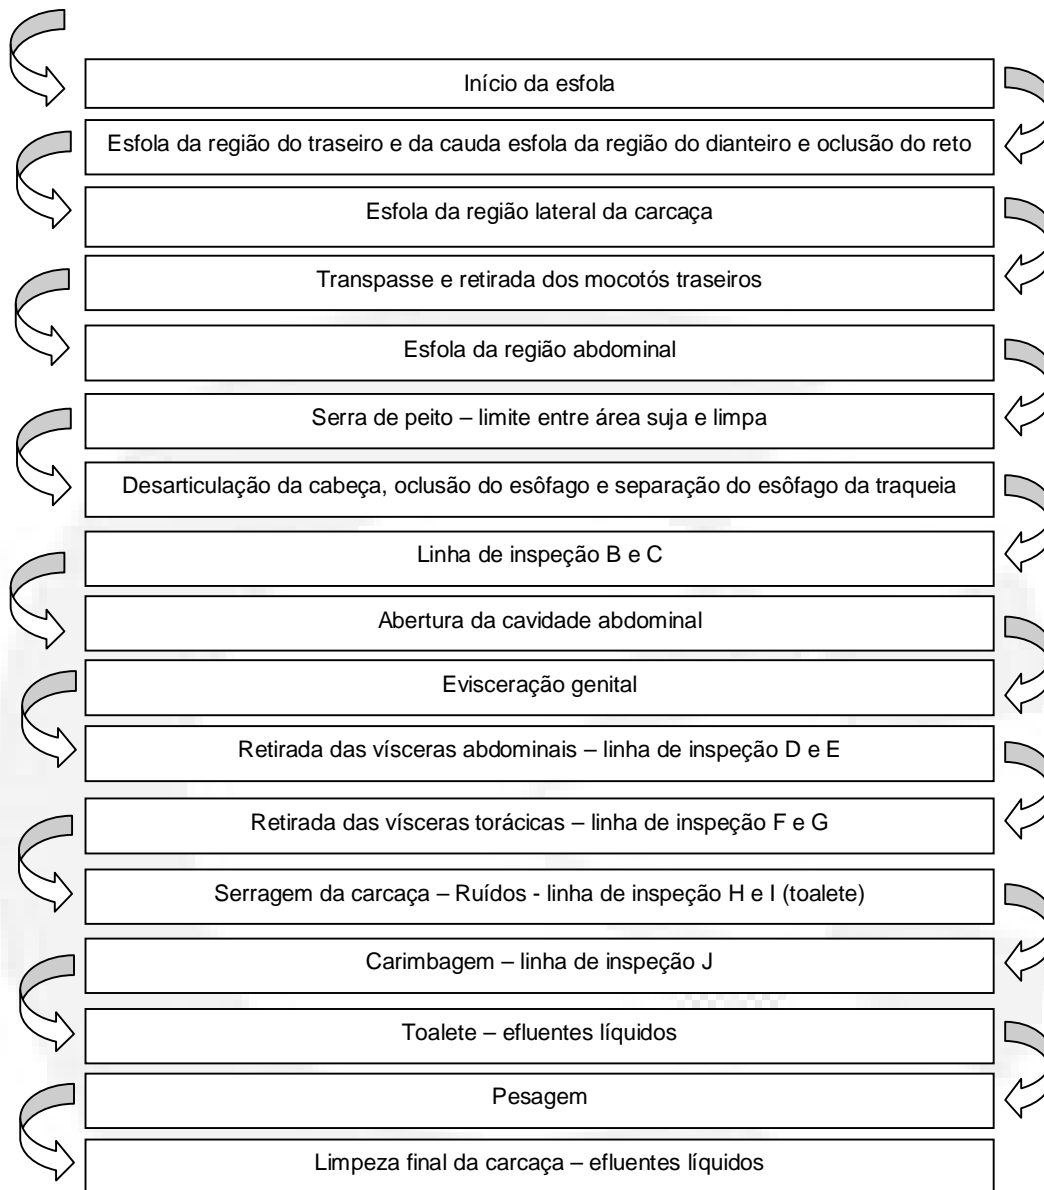 Início da esfola
Esfola da região do traseiro e da cauda esfola da região do dianteiro e oclusão do reto
Esfola da região lateral da carcaça
Transpasse e retirada dos mocotós traseiros
Esfola da região abdominal
Serra de peito – limite entre área suja e limpa
Desarticulação da cabeça, oclusão do esôfago e separação do esôfago da traqueia
Linha de inspeção B e C
Abertura da cavidade abdominal
Evisceração genital
Retirada das vísceras abdominais – linha de inspeção D e E
Retirada das vísceras torácicas – linha de inspeção F e G
Serragem da carcaça – Ruídos - linha de inspeção H e I (toalete)
Carimbagem – linha de inspeção J
Toalete – efluentes líquidos
Pesagem
Limpeza final da carcaça – efluentes líquidos